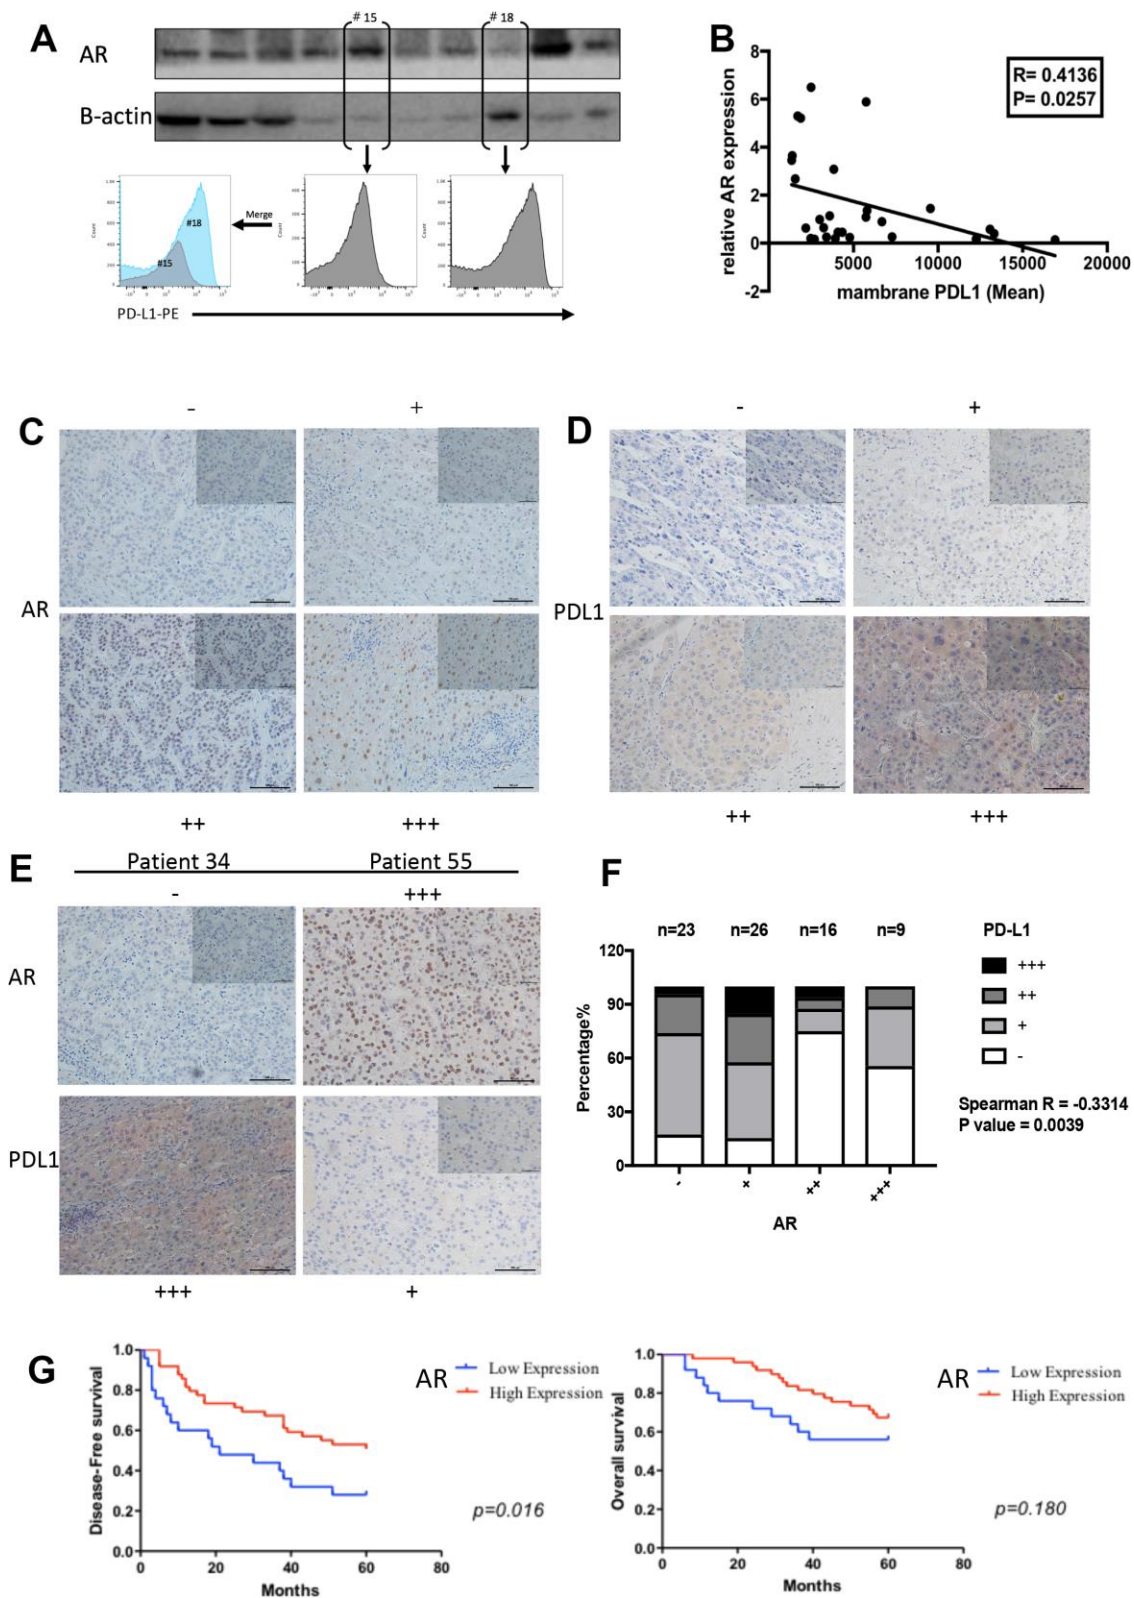 A
# 15
# 18
AR
B-actin
Count
Count
Count
#18
#15
Merge
PD-L1-PE
B
relative AR expression
8
6
4
2
0
-2
5000
10000
15000
20000
mambrane PDL1 (Mean)
R= 0.4136
P= 0.0257
C
-
+
AR
++
+++
D
-
+
PDL1
++
+++
E
Patient 34
Patient 55
-
+++
AR
PDL1
+++
+
F
n=23
n=26
n=16
n=9
PD-L1
+++
++
+
-
120
90
60
30
0
Percentage%
-
+
++
+++
AR
Spearman R = -0.3314
P value = 0.0039
G
Disease-Free survival
1.0
0.8
0.6
0.4
0.2
0.0
0
20
40
60
80
Months
AR
Low Expression
High Expression
p=0.016
Overall survival
1.0
0.8
0.6
0.4
0.2
0.0
0
20
40
60
80
Months
AR
Low Expression
High Expression
p=0.180